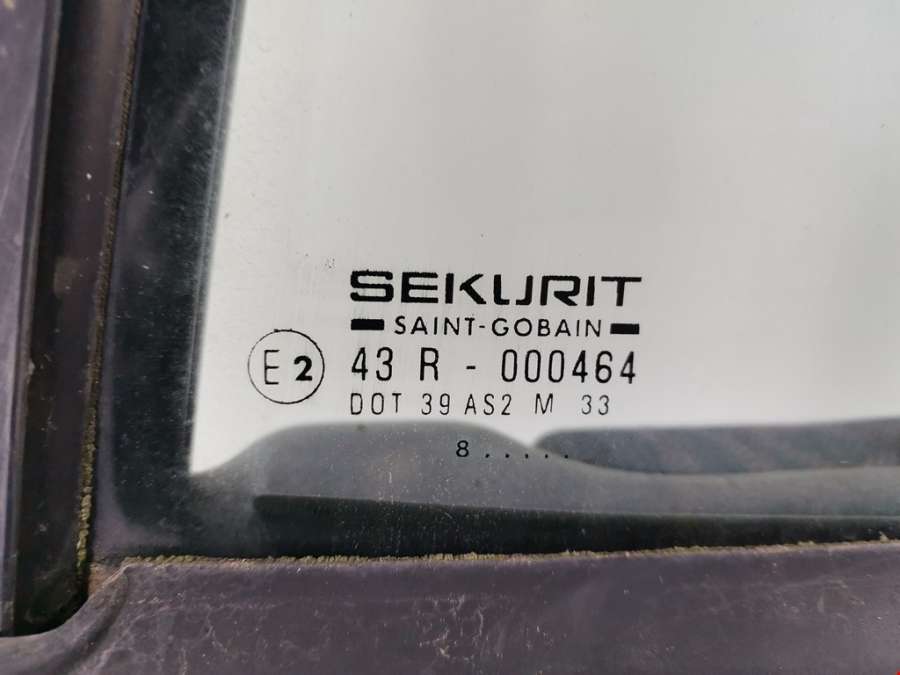 SEKURIT
SAINT-GOBAIN
E2 43 R - 000464
DOT 39 AS2 M 33
8.....